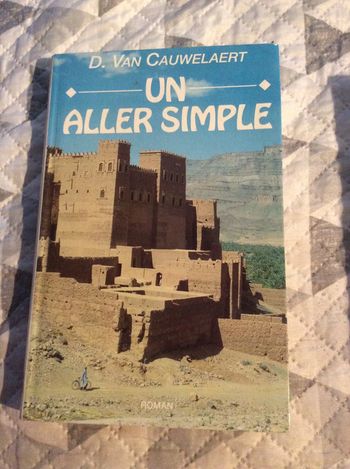 D. VAN CAUWELAERT
UN
ALLER SIMPLE
ROMAN